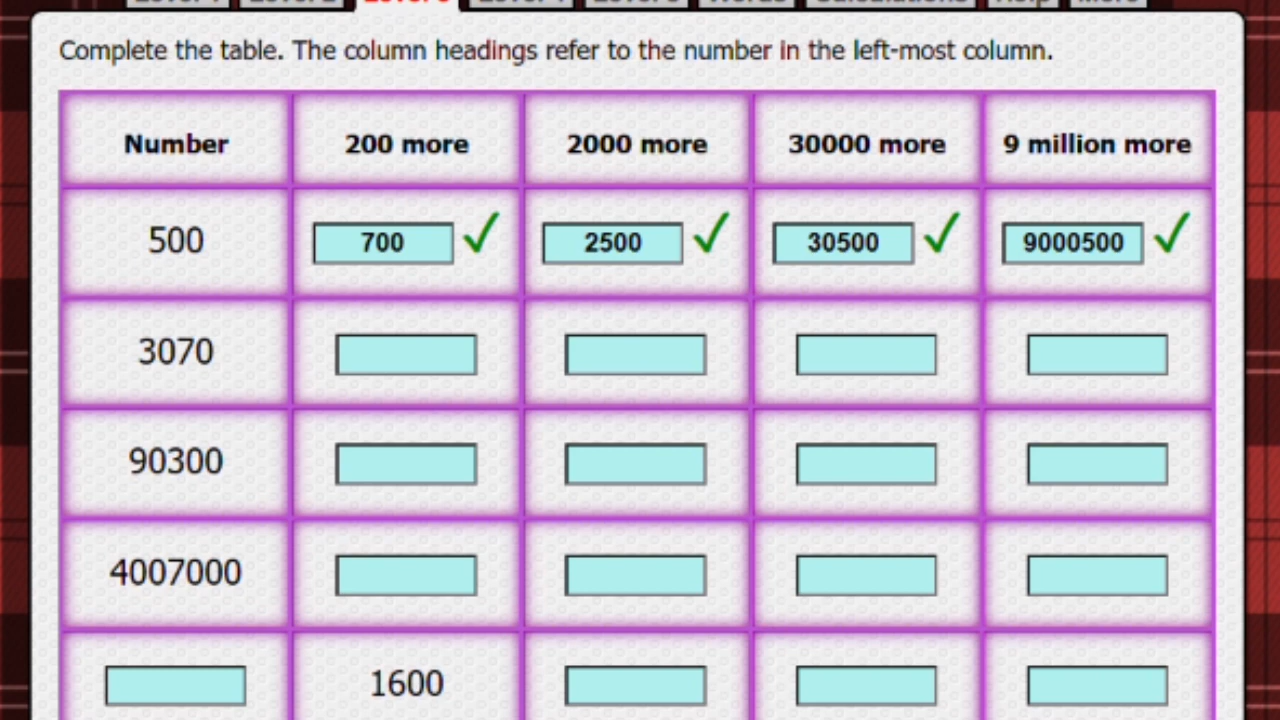 Complete the table. The column headings refer to the number in the left-most column.
Number 200 more 2000 more 30000 more 9 million more
500 700 2500 30500 9000500
3070
90300
4007000
1600